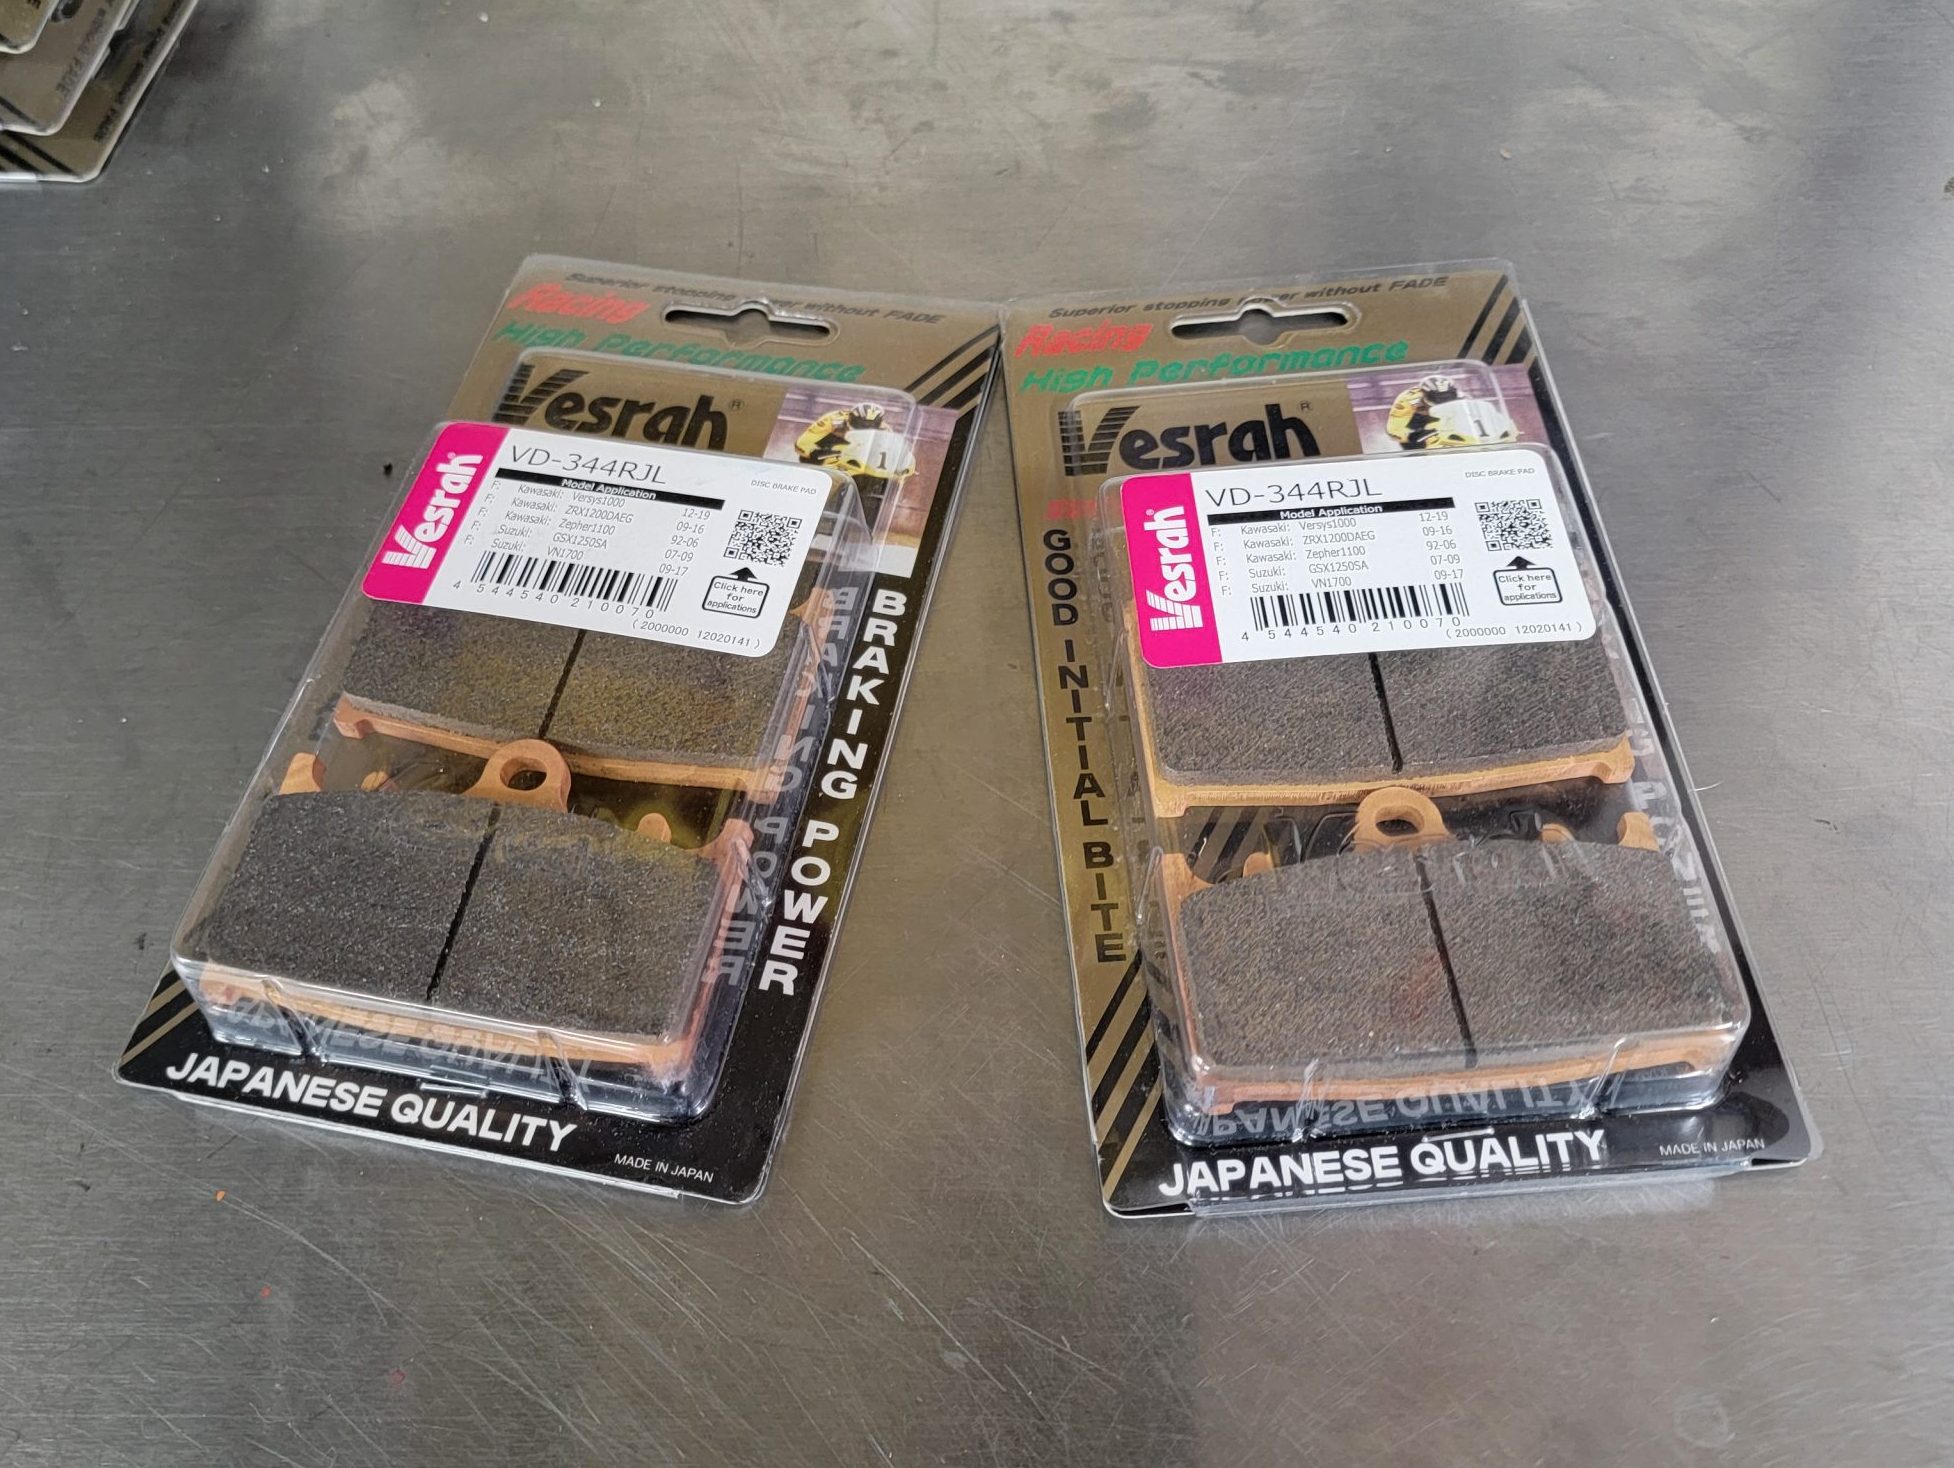 Superior stopping power without FADE
Racing
High Performance
Vesrah®
1
Vesrah®
VD-344RJL
DISC BRAKE PAD
Model Application
F: Kawasaki: Versys1000 12-19
F: Kawasaki: ZRX1200DAEG 09-16
F: Kawasaki: Zepher1100 92-06
F: Suzuki: GSX1250SA 07-09
F: Suzuki: VN1700 09-17
4 544540 210070
(2000000 12020141)
Click here
for
applications
BRAKING POWER
JAPANESE QUALITY
MADE IN JAPAN
Superior stopping power without FADE
Racing
High Performance
Vesrah®
1
Vesrah®
VD-344RJL
DISC BRAKE PAD
Model Application
F: Kawasaki: Versys1000 12-19
F: Kawasaki: ZRX1200DAEG 09-16
F: Kawasaki: Zepher1100 92-06
F: Suzuki: GSX1250SA 07-09
F: Suzuki: VN1700 09-17
4 544540 210070
(2000000 12020141)
Click here
for
applications
GOOD INITIAL BITE
JAPANESE QUALITY
MADE IN JAPAN